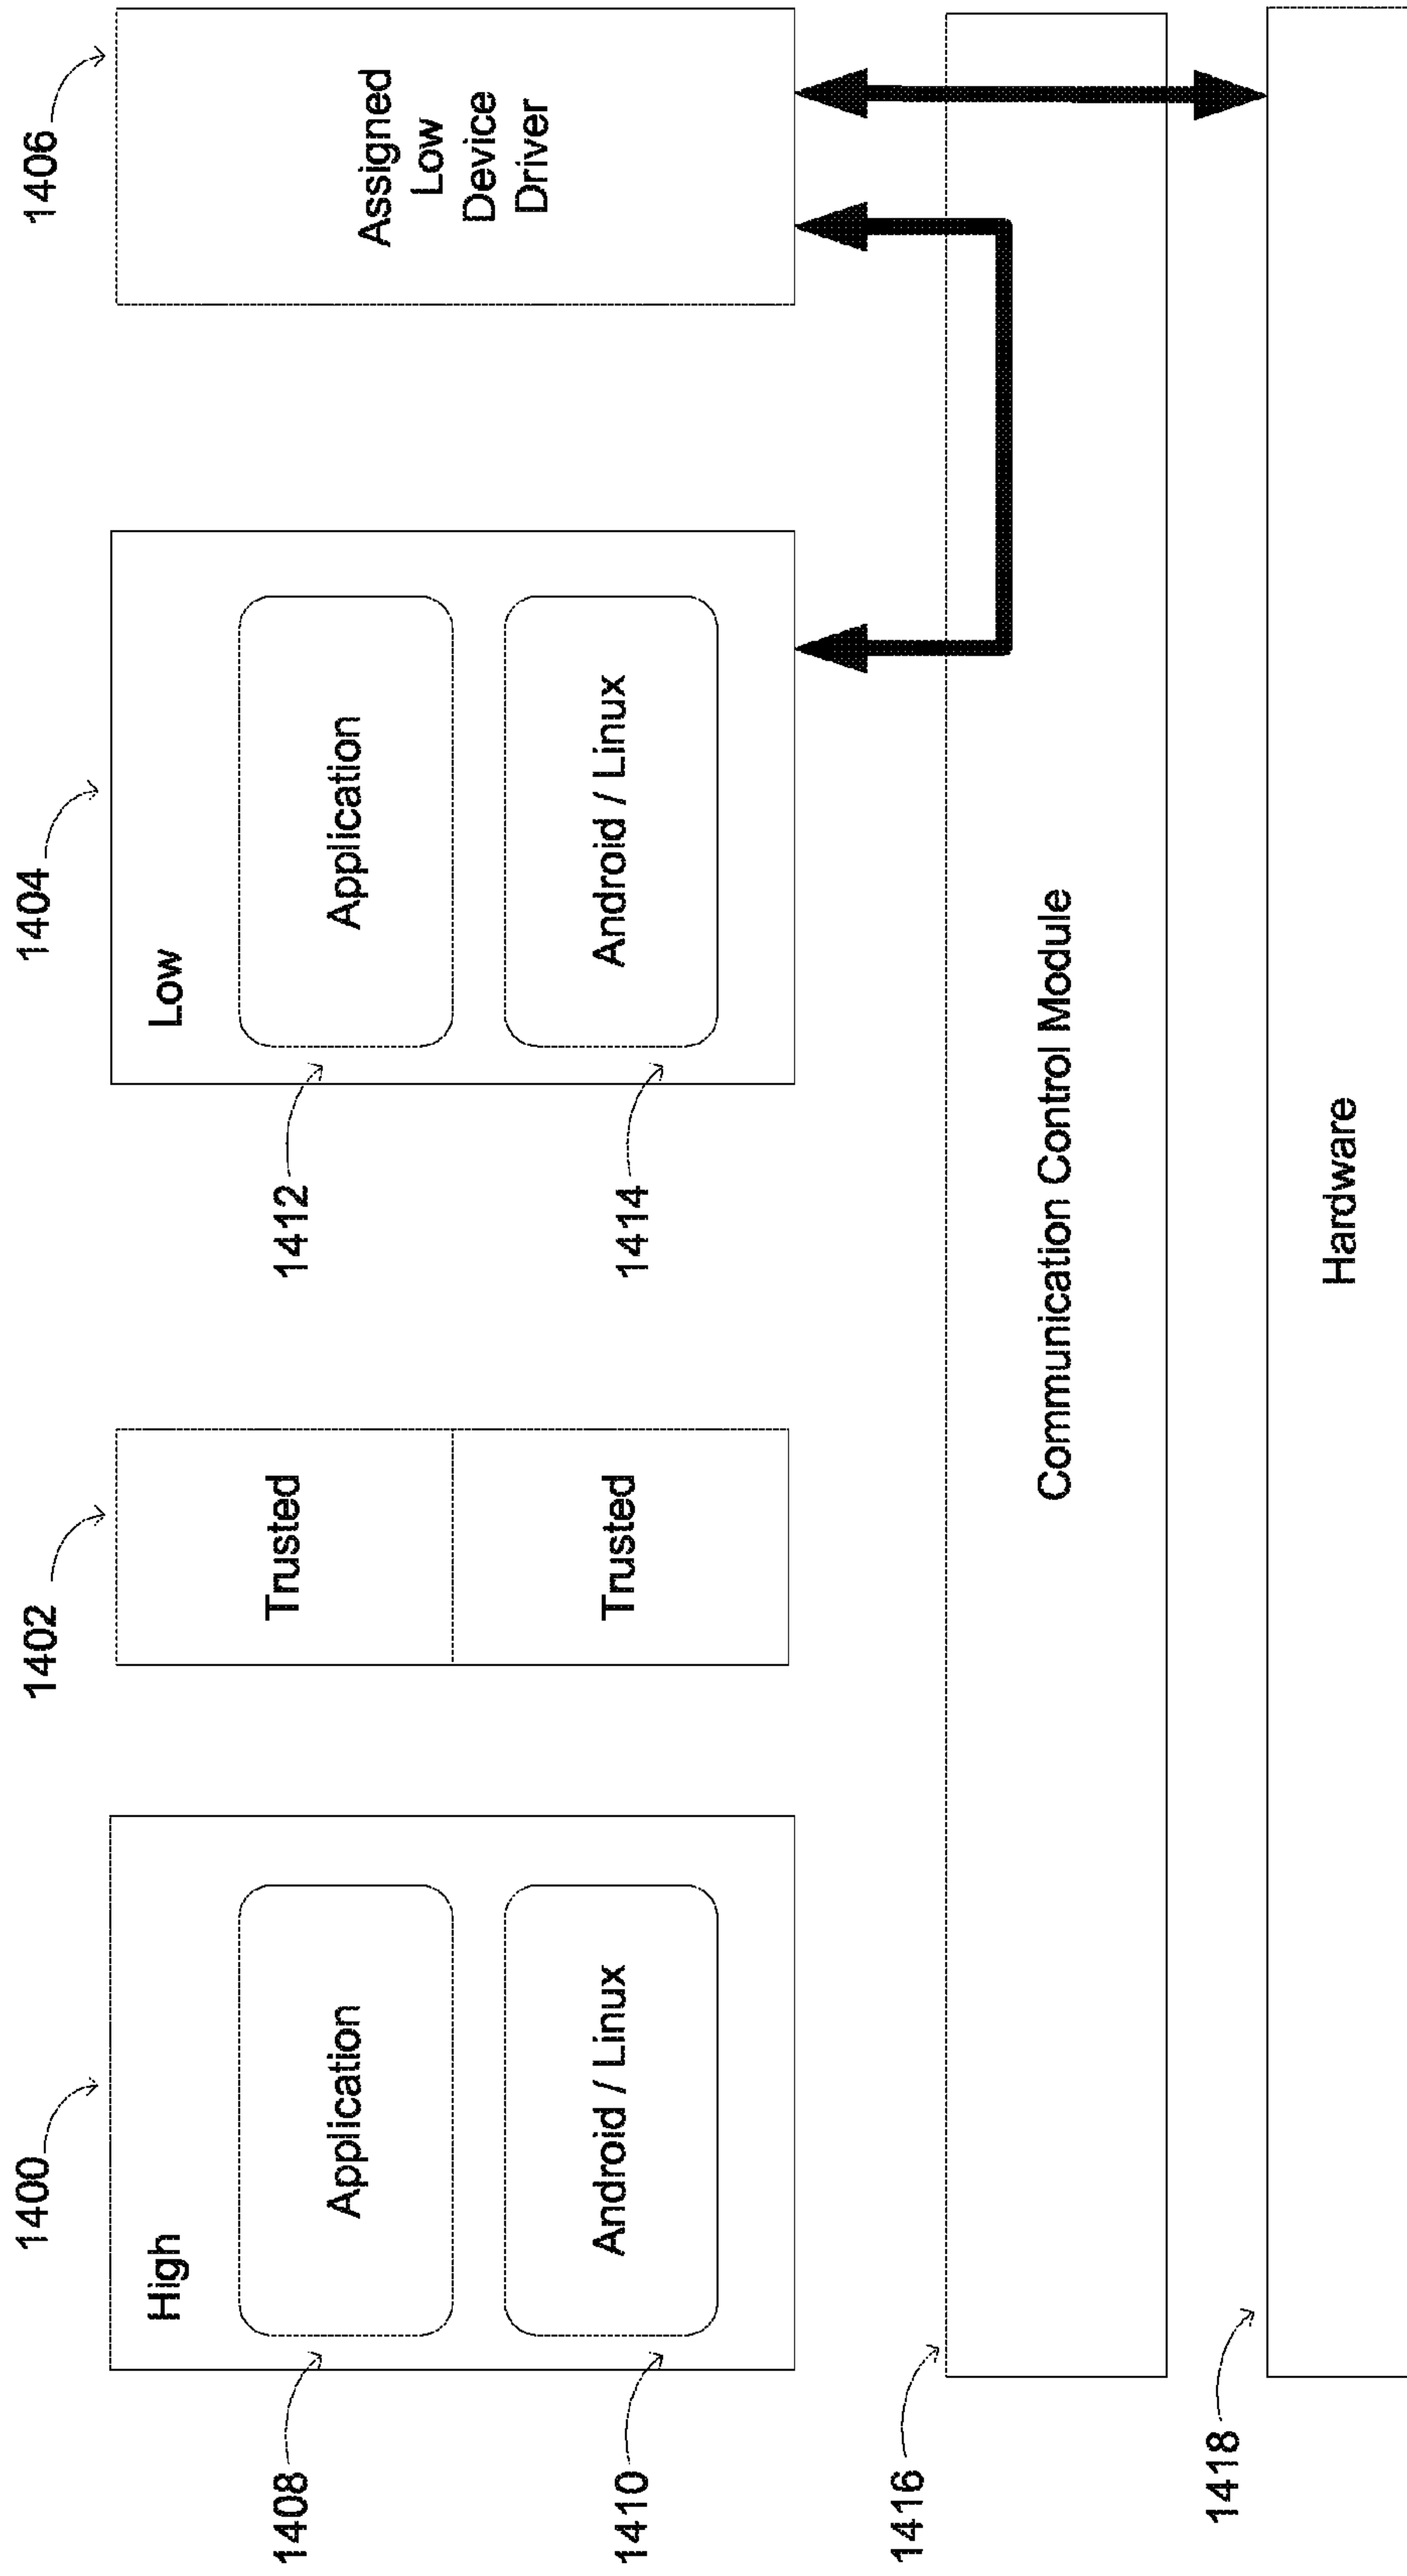 1400
High
1408
Application
1410
Android / Linux
1402
Trusted
Trusted
1404
Low
1412
Application
1414
Android / Linux
1406
Assigned
Low
Device
Driver
1416
Communication Control Module
1418
Hardware